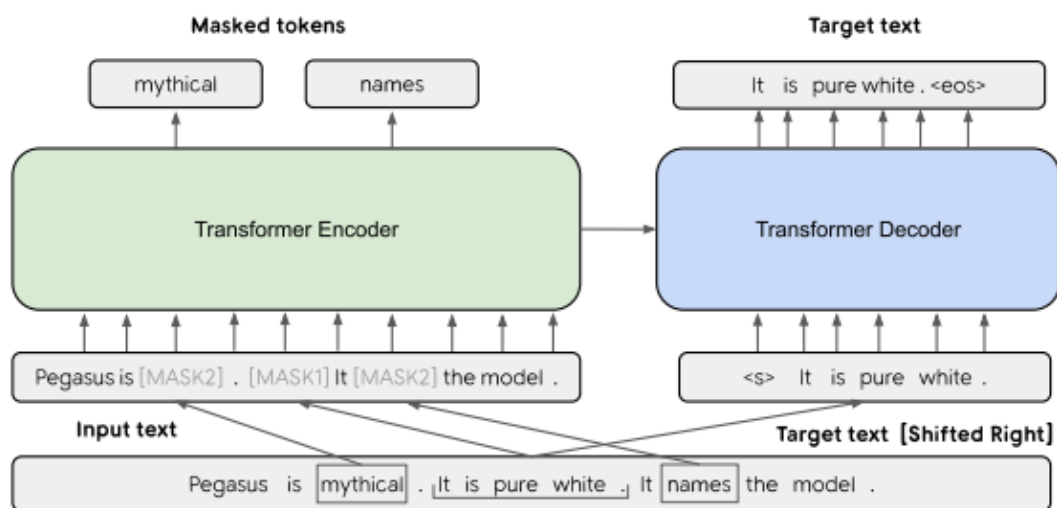 Masked tokens
Target text
mythical
names
It is pure white . <eos>
Transformer Encoder
Transformer Decoder
Pegasus is [MASK2] . [MASK1] It [MASK2] the model .
<s> It is pure white .
Input text
Target text [Shifted Right]
Pegasus is mythical . It is pure white . It names the model .